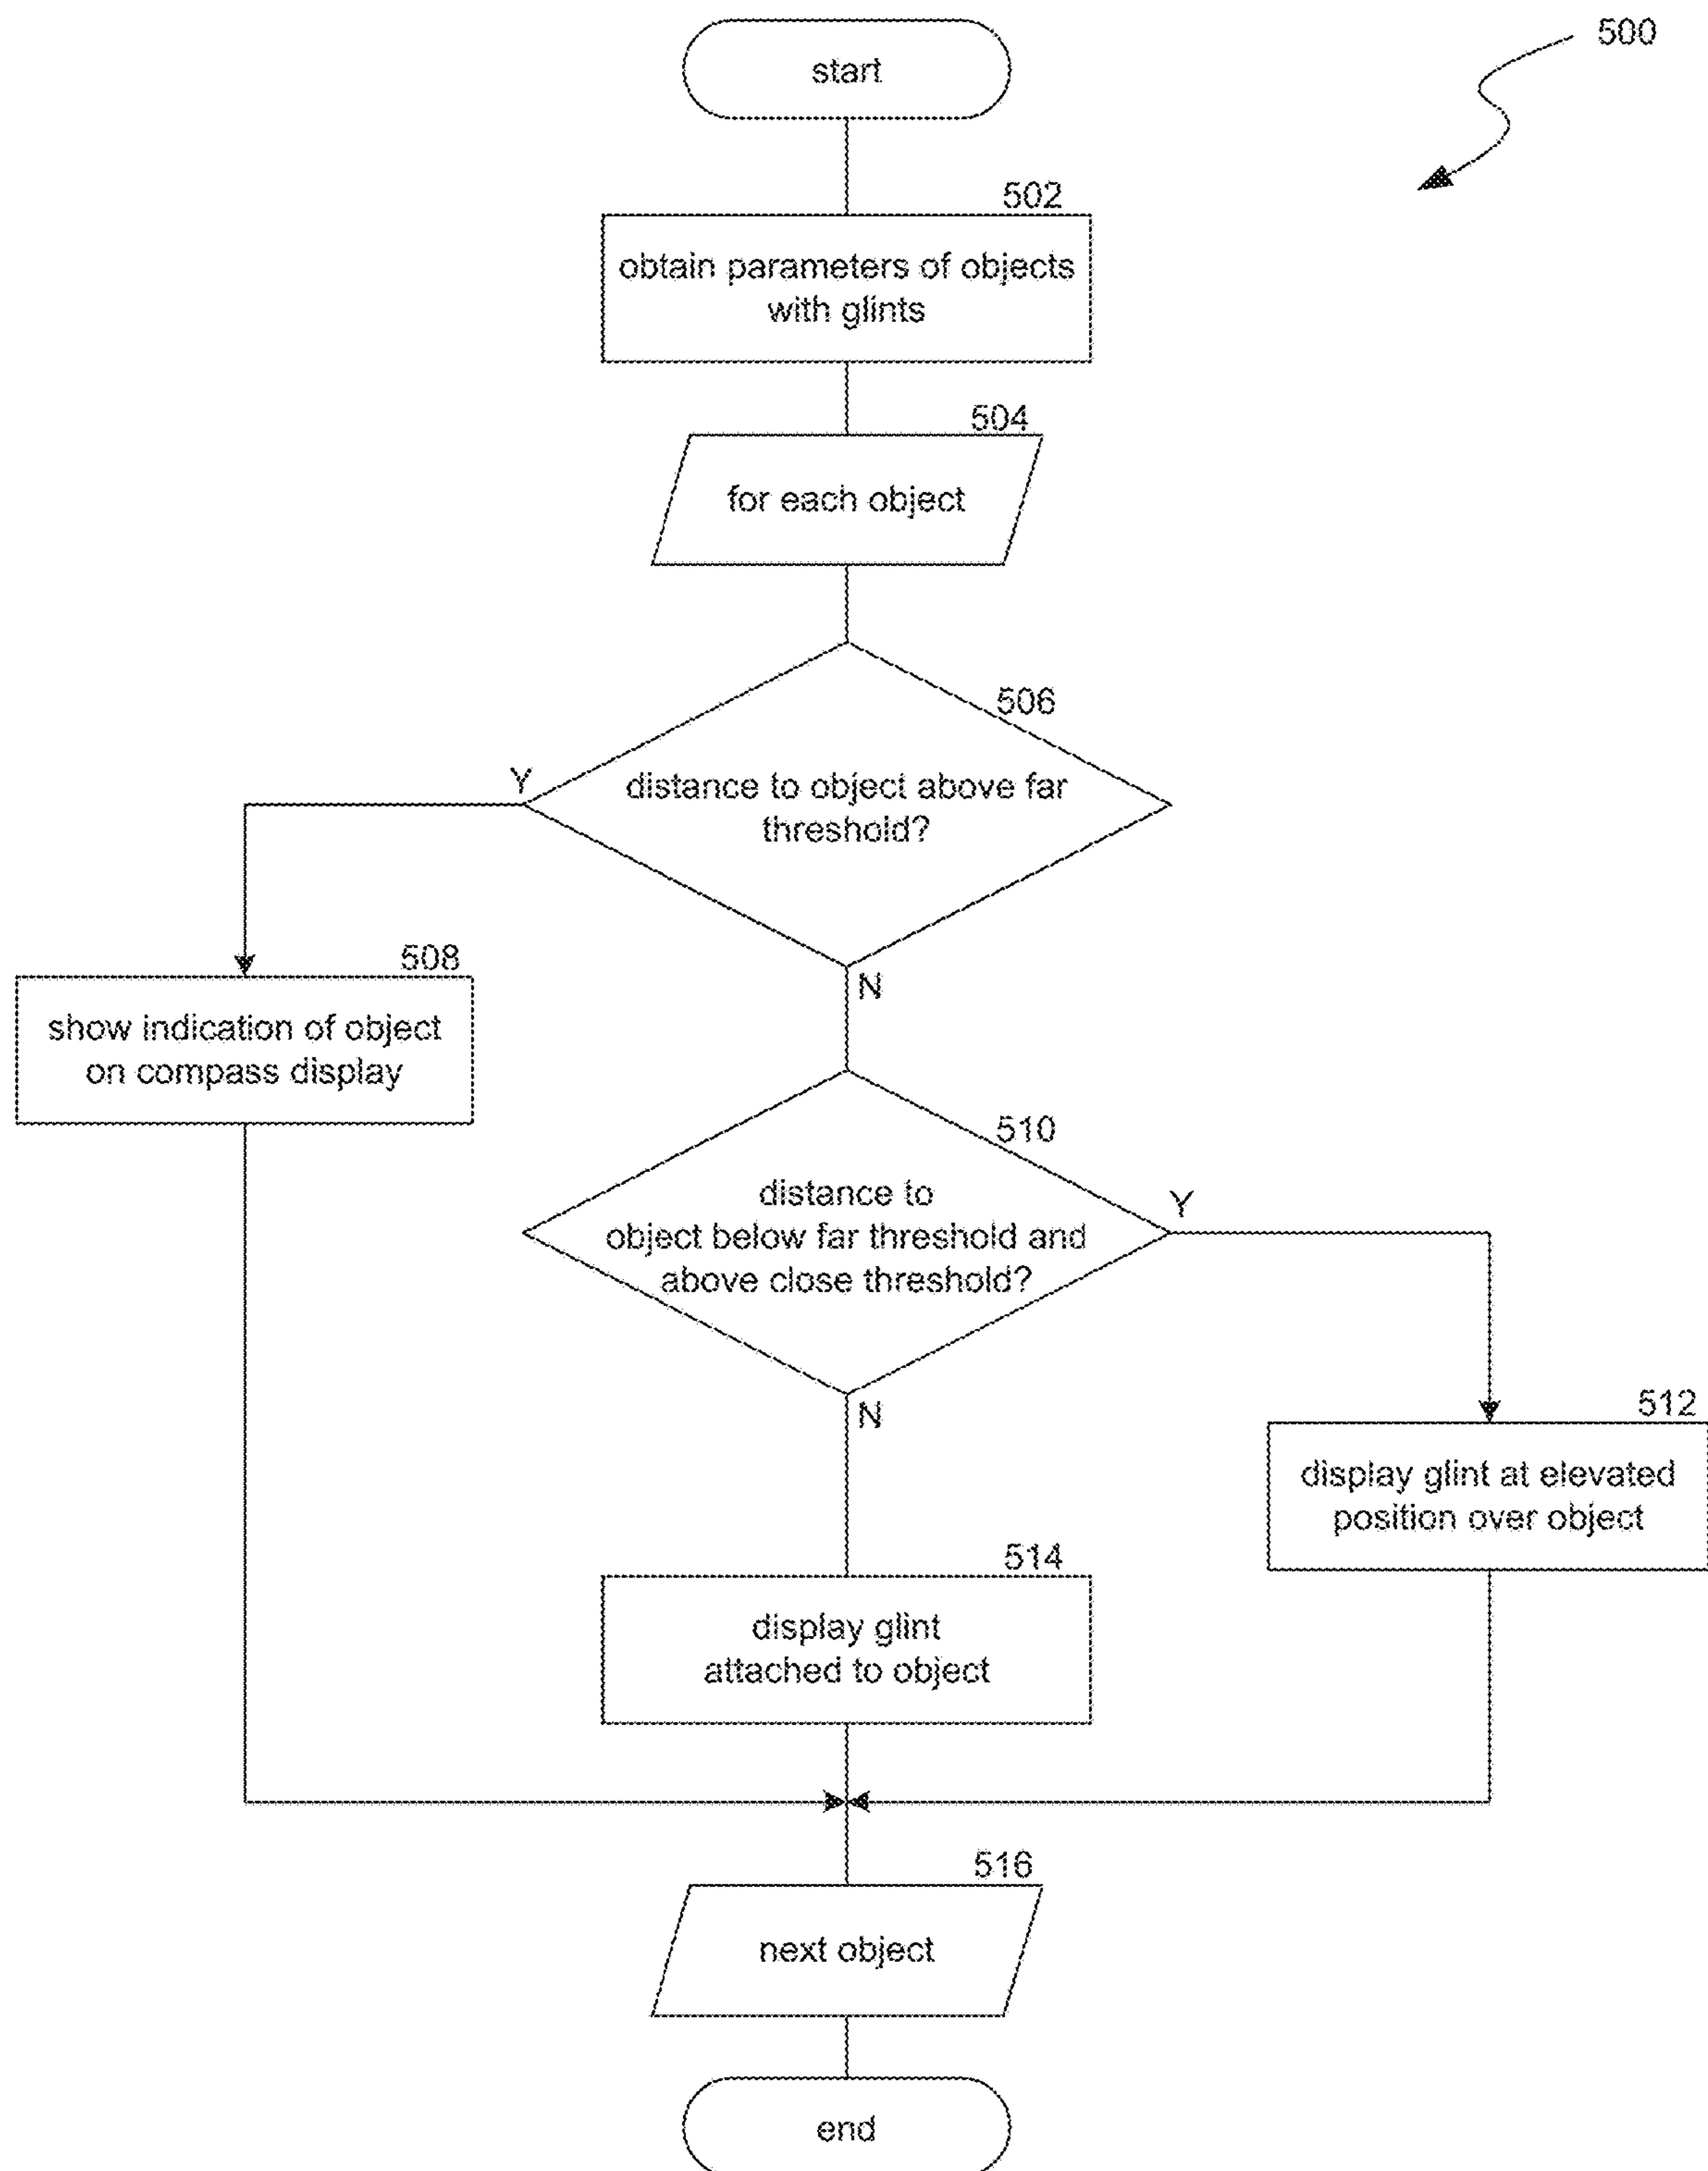 500
start
502
obtain parameters of objects
with glints
504
for each object
506
distance to object above far
threshold?
Y
N
508
show indication of object
on compass display
510
distance to
object below far threshold and
above close threshold?
Y
N
512
display glint at elevated
position over object
514
display glint
attached to object
516
next object
end